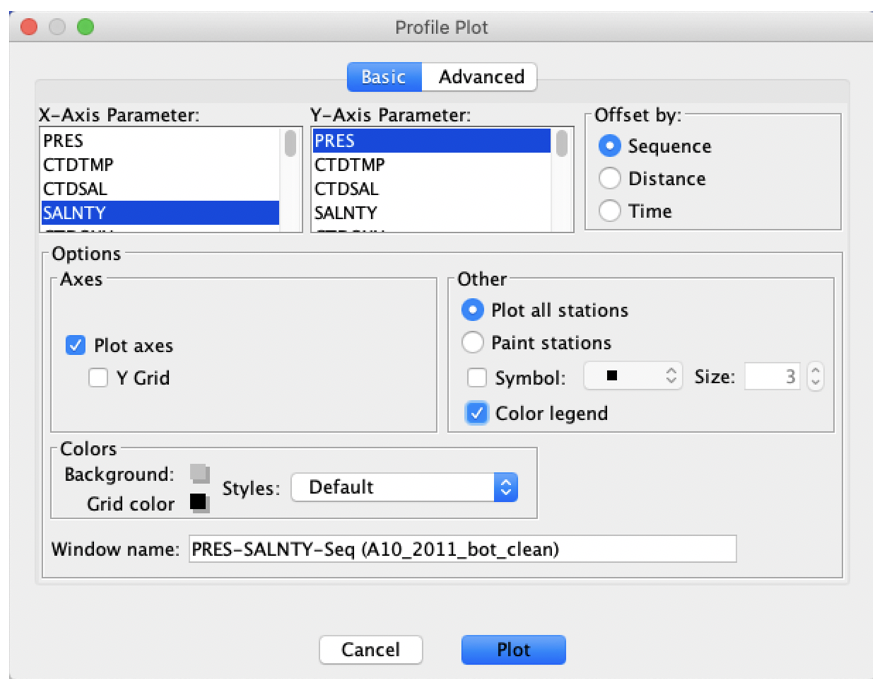 Profile Plot
Basic Advanced
X-Axis Parameter: Y-Axis Parameter: Offset by:
PRES PRES Sequence
CTDTMP CTDTMP Distance
CTDSAL CTDSAL Time
SALNTY SALNTY
Options
Axes Other
Plot all stations
Plot axes Paint stations
Y Grid Symbol: Size: 3
Color legend
Colors
Background: Styles: Default
Grid color
Window name: PRES-SALNTY-Seq (A10_2011_bot_clean)
Cancel Plot